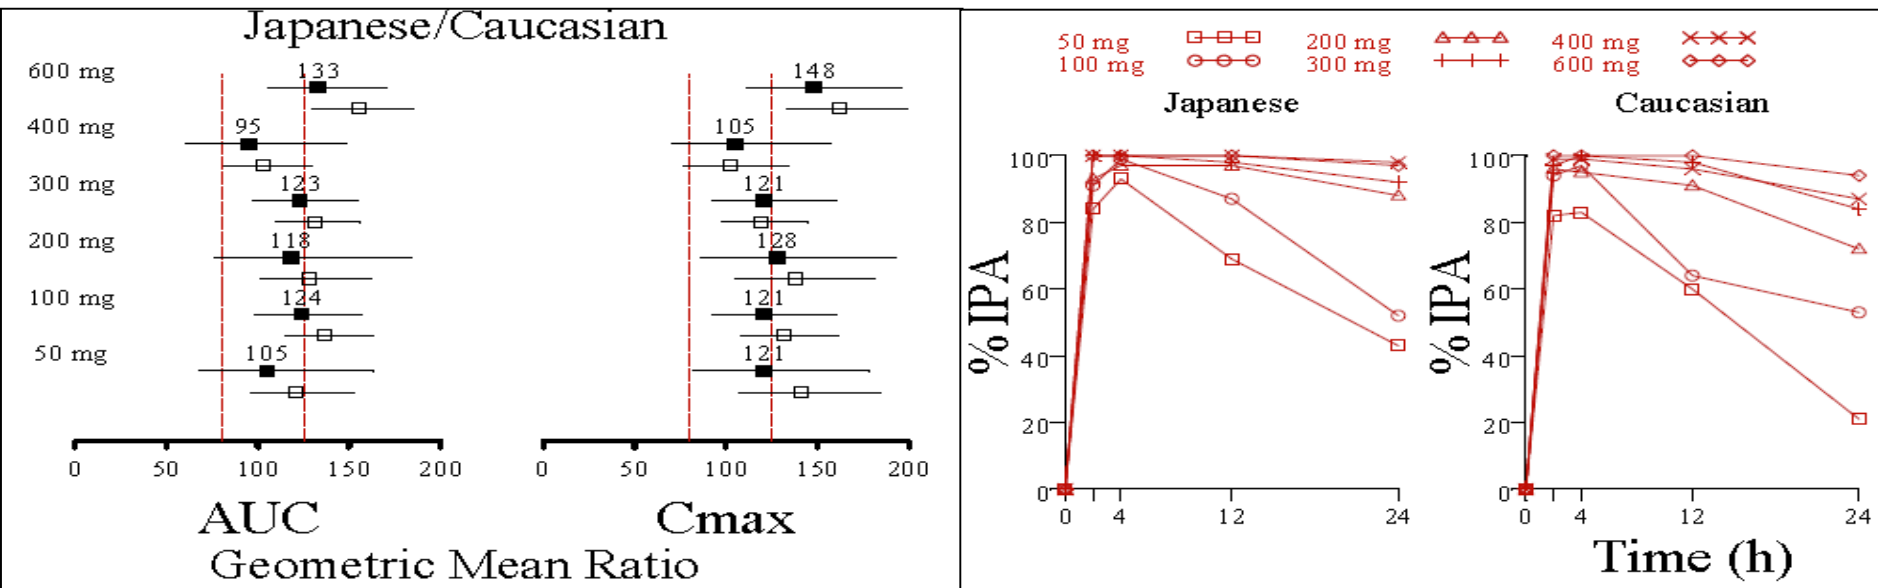 Japanese/Caucasian
600 mg
133
148
400 mg
95
105
300 mg
123
121
200 mg
118
128
100 mg
124
121
50 mg
105
121
0 50 100 150 200
0 50 100 150 200
AUC
Cmax
Geometric Mean Ratio
50 mg 200 mg 400 mg
100 mg 300 mg 600 mg
Japanese
Caucasian
% IPA
100
80
60
40
20
0
0 4 12 24
% IPA
100
80
60
40
20
0
0 4 12 24
Time (h)